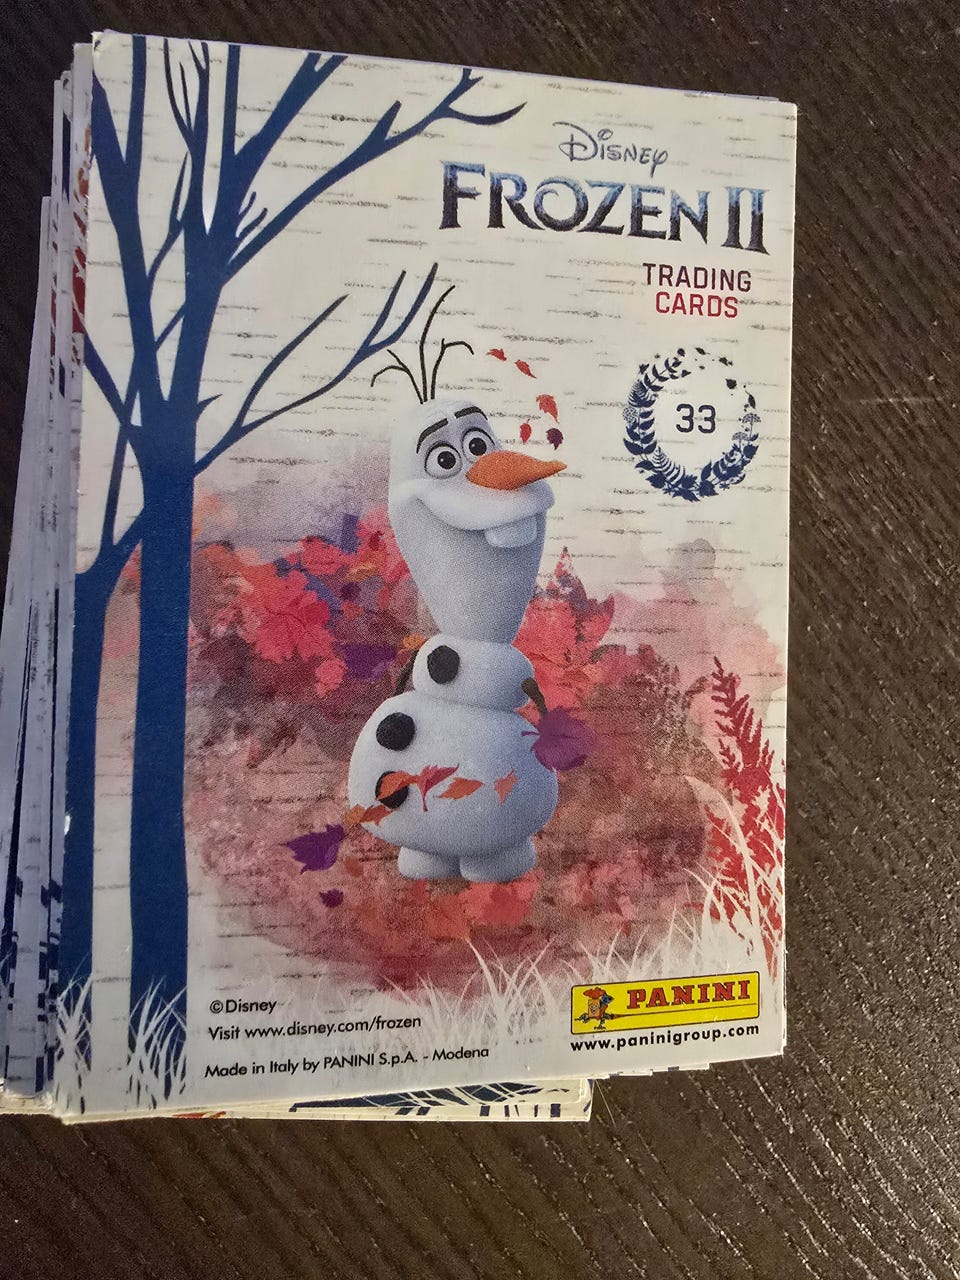 Disney
FROZEN II
TRADING
CARDS
33
©Disney
Visit www.disney.com/frozen
Made in Italy by PANINI S.p.A. - Modena
PANINI
www.paninigroup.com